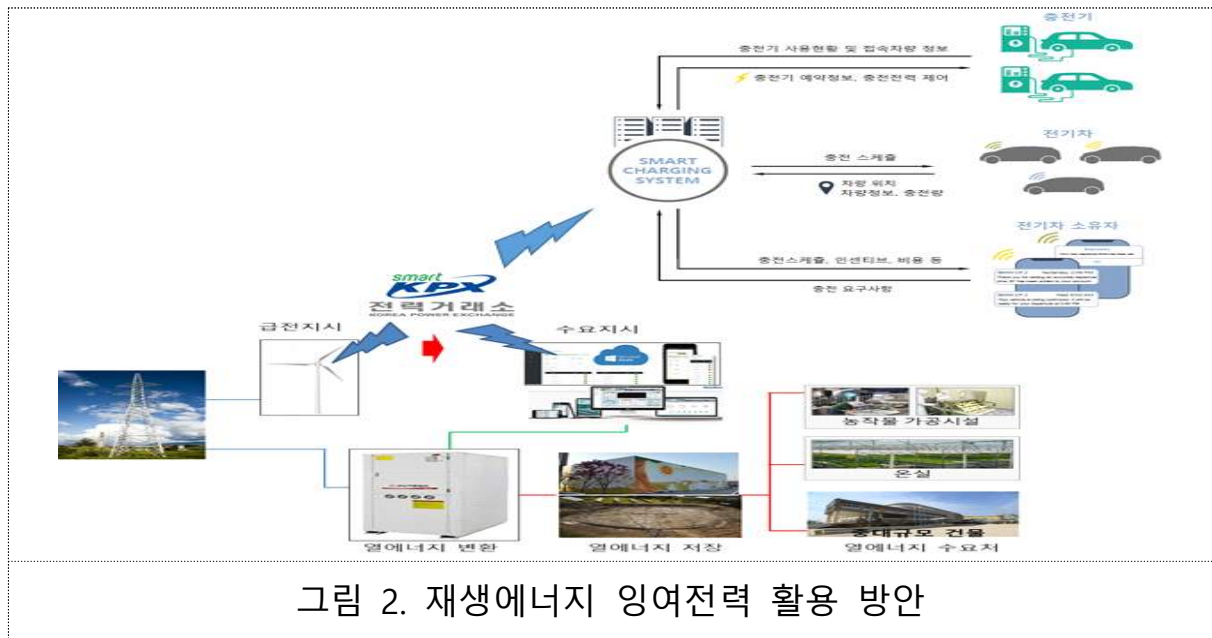 충전기
충전기 사용현황 및 접속차량 정보
충전기 예약정보, 충전전력 제어
SMART
CHARGING
SYSTEM
전기차
충전 스케줄
차량 위치
차량정보, 충전량
전기차 소유자
충전스케줄, 인센티브, 비용 등
충전 요구사항
smart
KPX
전력거래소
KOREA POWER EXCHANGE
급전지시
수요지시
농작물 가공시설
온실
중대규모 건물
열에너지 변환
열에너지 저장
열에너지 수요처
그림 2. 재생에너지 잉여전력 활용 방안